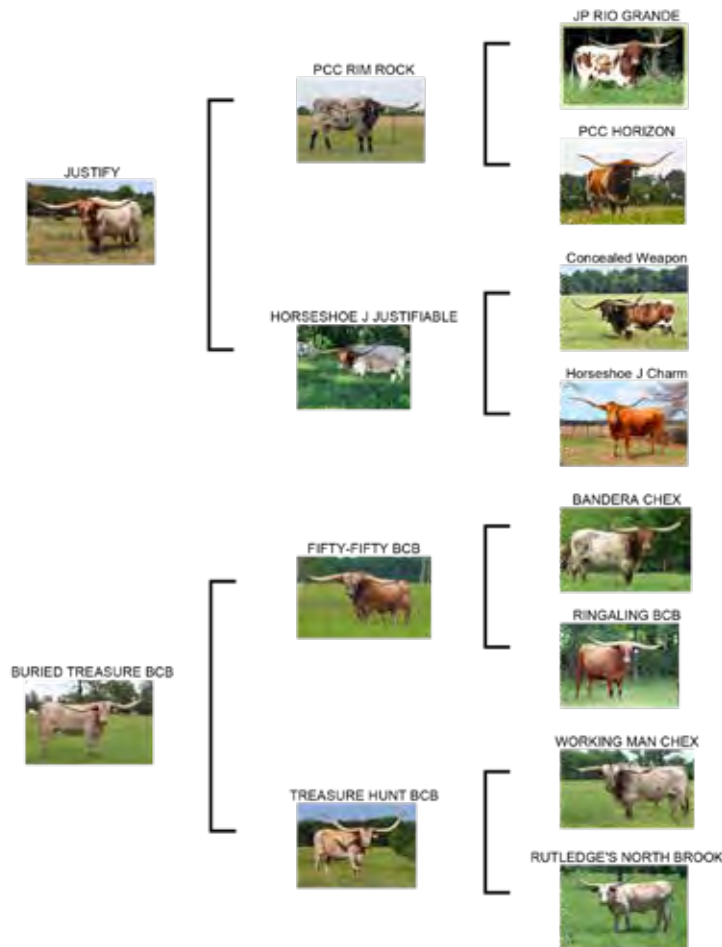 JP RIO GRANDE
PCC RIM ROCK
PCC HORIZON
JUSTIFY
Concealed Weapon
HORSESHOE J JUSTIFIABLE
Horseshoe J Charm
BANDERA CHEX
FIFTY-FIFTY BCB
RINGALING BCB
BURIED TREASURE BCB
WORKING MAN CHEX
TREASURE HUNT BCB
RUTLEDGE'S NORTH BROOK